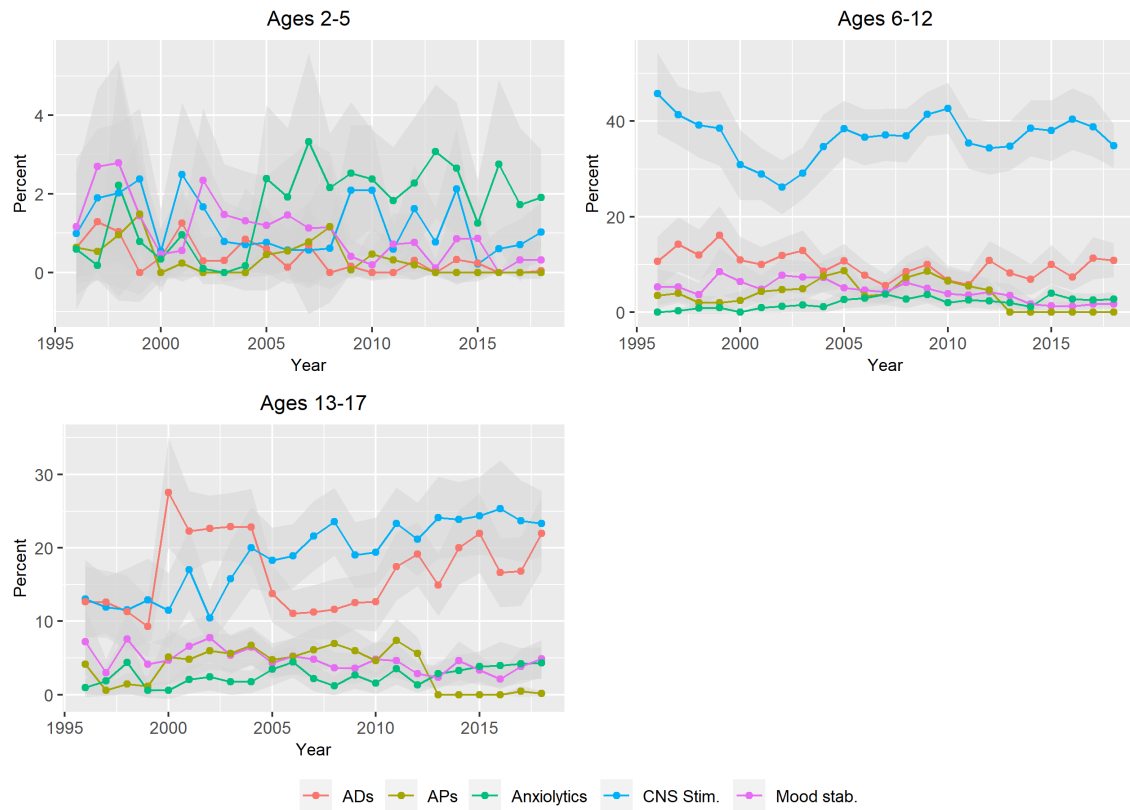 Ages 2-5
Percent
4
2
0
1995 2000 2005 2010 2015
Year
Ages 6-12
Percent
40
20
0
1995 2000 2005 2010 2015
Year
Ages 13-17
Percent
30
20
10
0
1995 2000 2005 2010 2015
Year
ADs APs Anxiolytics CNS Stim. Mood stab.